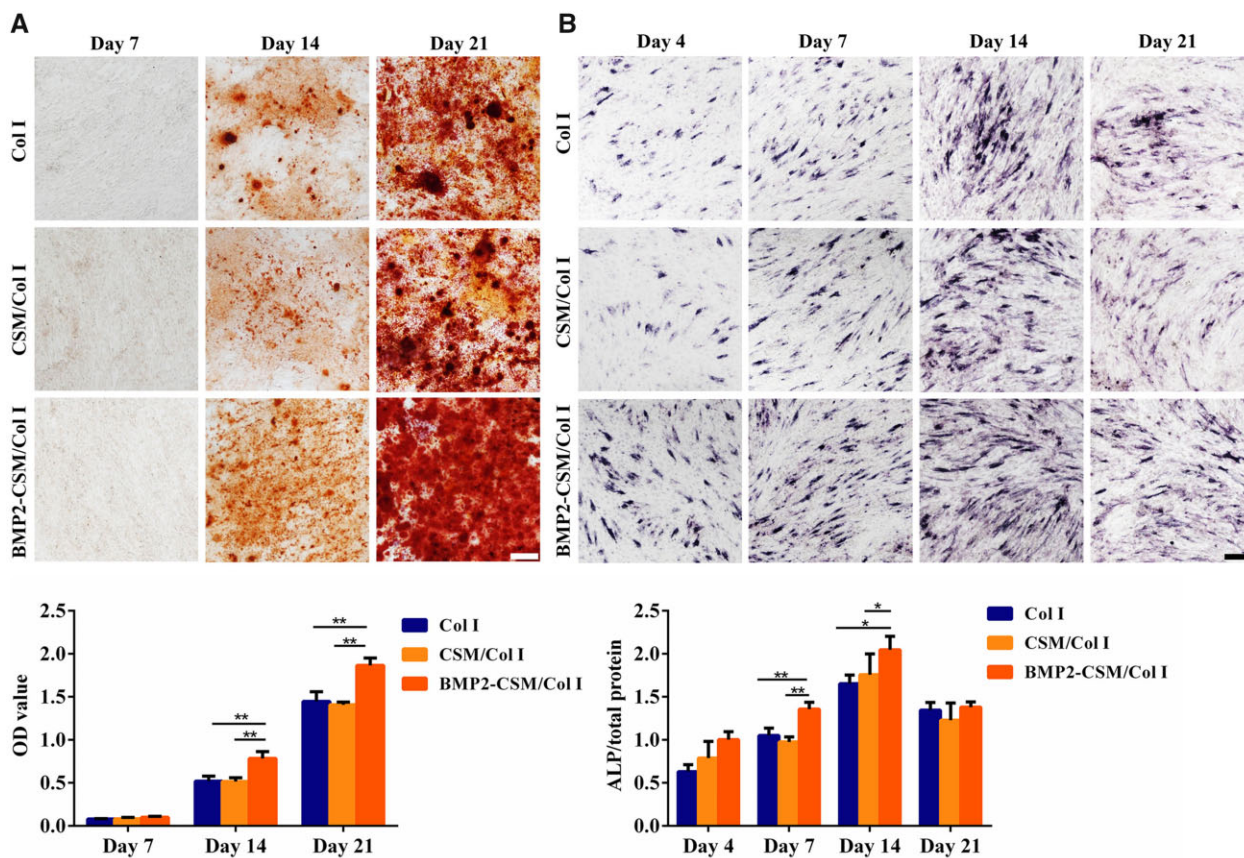 A
Day 7 Day 14 Day 21
Col I
CSM/Col I
BMP2-CSM/Col I
B
Day 4 Day 7 Day 14 Day 21
Col I
CSM/Col I
BMP2-CSM/Col I
OD value
2.5
2.0
1.5
1.0
0.5
0.0
** **
** **
Day 7 Day 14 Day 21
Col I
CSM/Col I
BMP2-CSM/Col I
ALP/total protein
2.5
2.0
1.5
1.0
0.5
0.0
** **
* *
Day 4 Day 7 Day 14 Day 21
Col I
CSM/Col I
BMP2-CSM/Col I